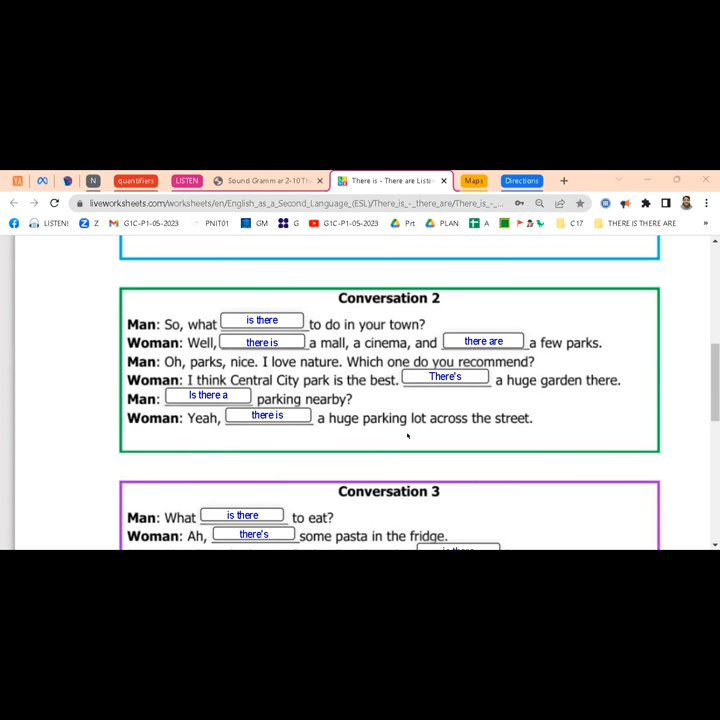 TA N quantifiers LISTEN Sound Grammar 2-10 Th × There is - There are Liste × Maps Directions +
liveworksheets.com/worksheets/en/English_as_a_Second_Language_(ESL)/There_is_-_there_are/There_is_-_...
LISTEN! Z Z G1C-P1-05-2023 PNIT01 GM G G1C-P1-05-2023 Prt PLAN A C17 THERE IS THERE ARE »
Conversation 2
Man: So, what is there to do in your town?
Woman: Well, there is a mall, a cinema, and there are a few parks.
Man: Oh, parks, nice. I love nature. Which one do you recommend?
Woman: I think Central City park is the best. There's a huge garden there.
Man: Is there a parking nearby?
Woman: Yeah, there is a huge parking lot across the street.
Conversation 3
Man: What is there to eat?
Woman: Ah, there's some pasta in the fridge.